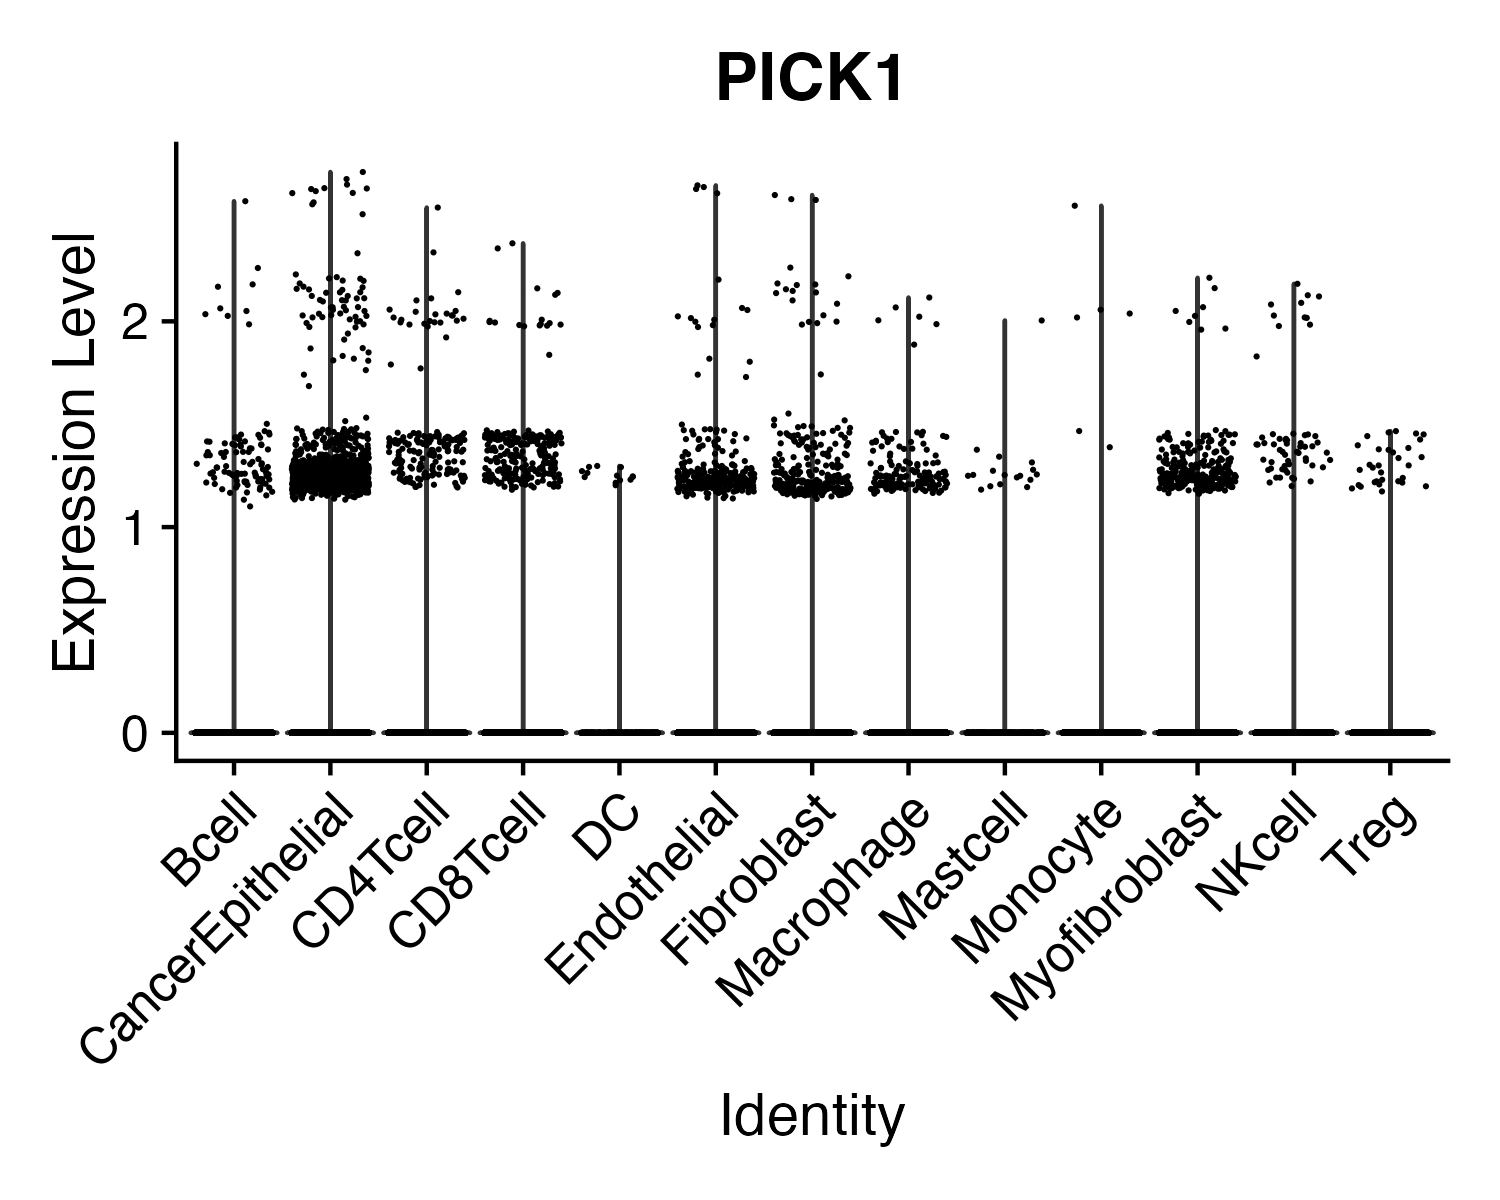 PICK1
Expression Level
2
1
0
Bcell
CancerEpithelial
CD4Tcell
CD8Tcell
DC
Endothelial
Fibroblast
Macrophage
Mastcell
Monocyte
Myofibroblast
NKcell
Treg
Identity